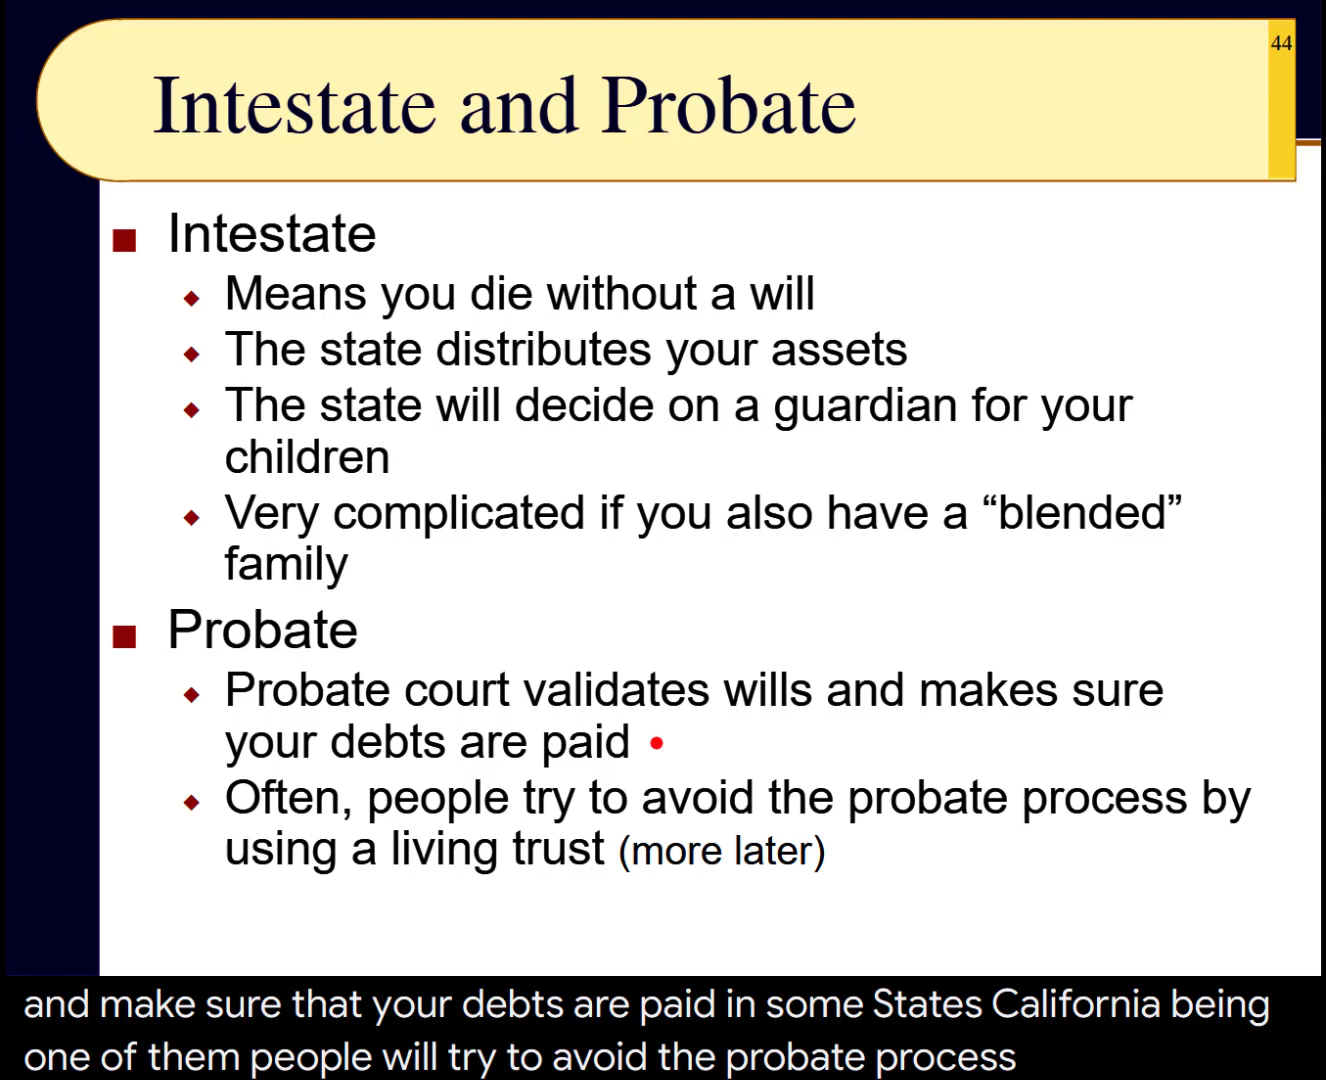 44
Intestate and Probate
Intestate
Means you die without a will
The state distributes your assets
The state will decide on a guardian for your
children
Very complicated if you also have a “blended”
family
Probate
Probate court validates wills and makes sure
your debts are paid
Often, people try to avoid the probate process by
using a living trust (more later)
and make sure that your debts are paid in some States California being
one of them people will try to avoid the probate process